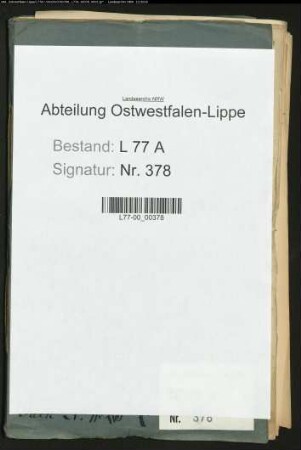 Landesarchiv NRW
Abteilung Ostwestfalen-Lippe
Bestand: L 77 A
Signatur: Nr. 378
L77-00_00378
Nr. 378